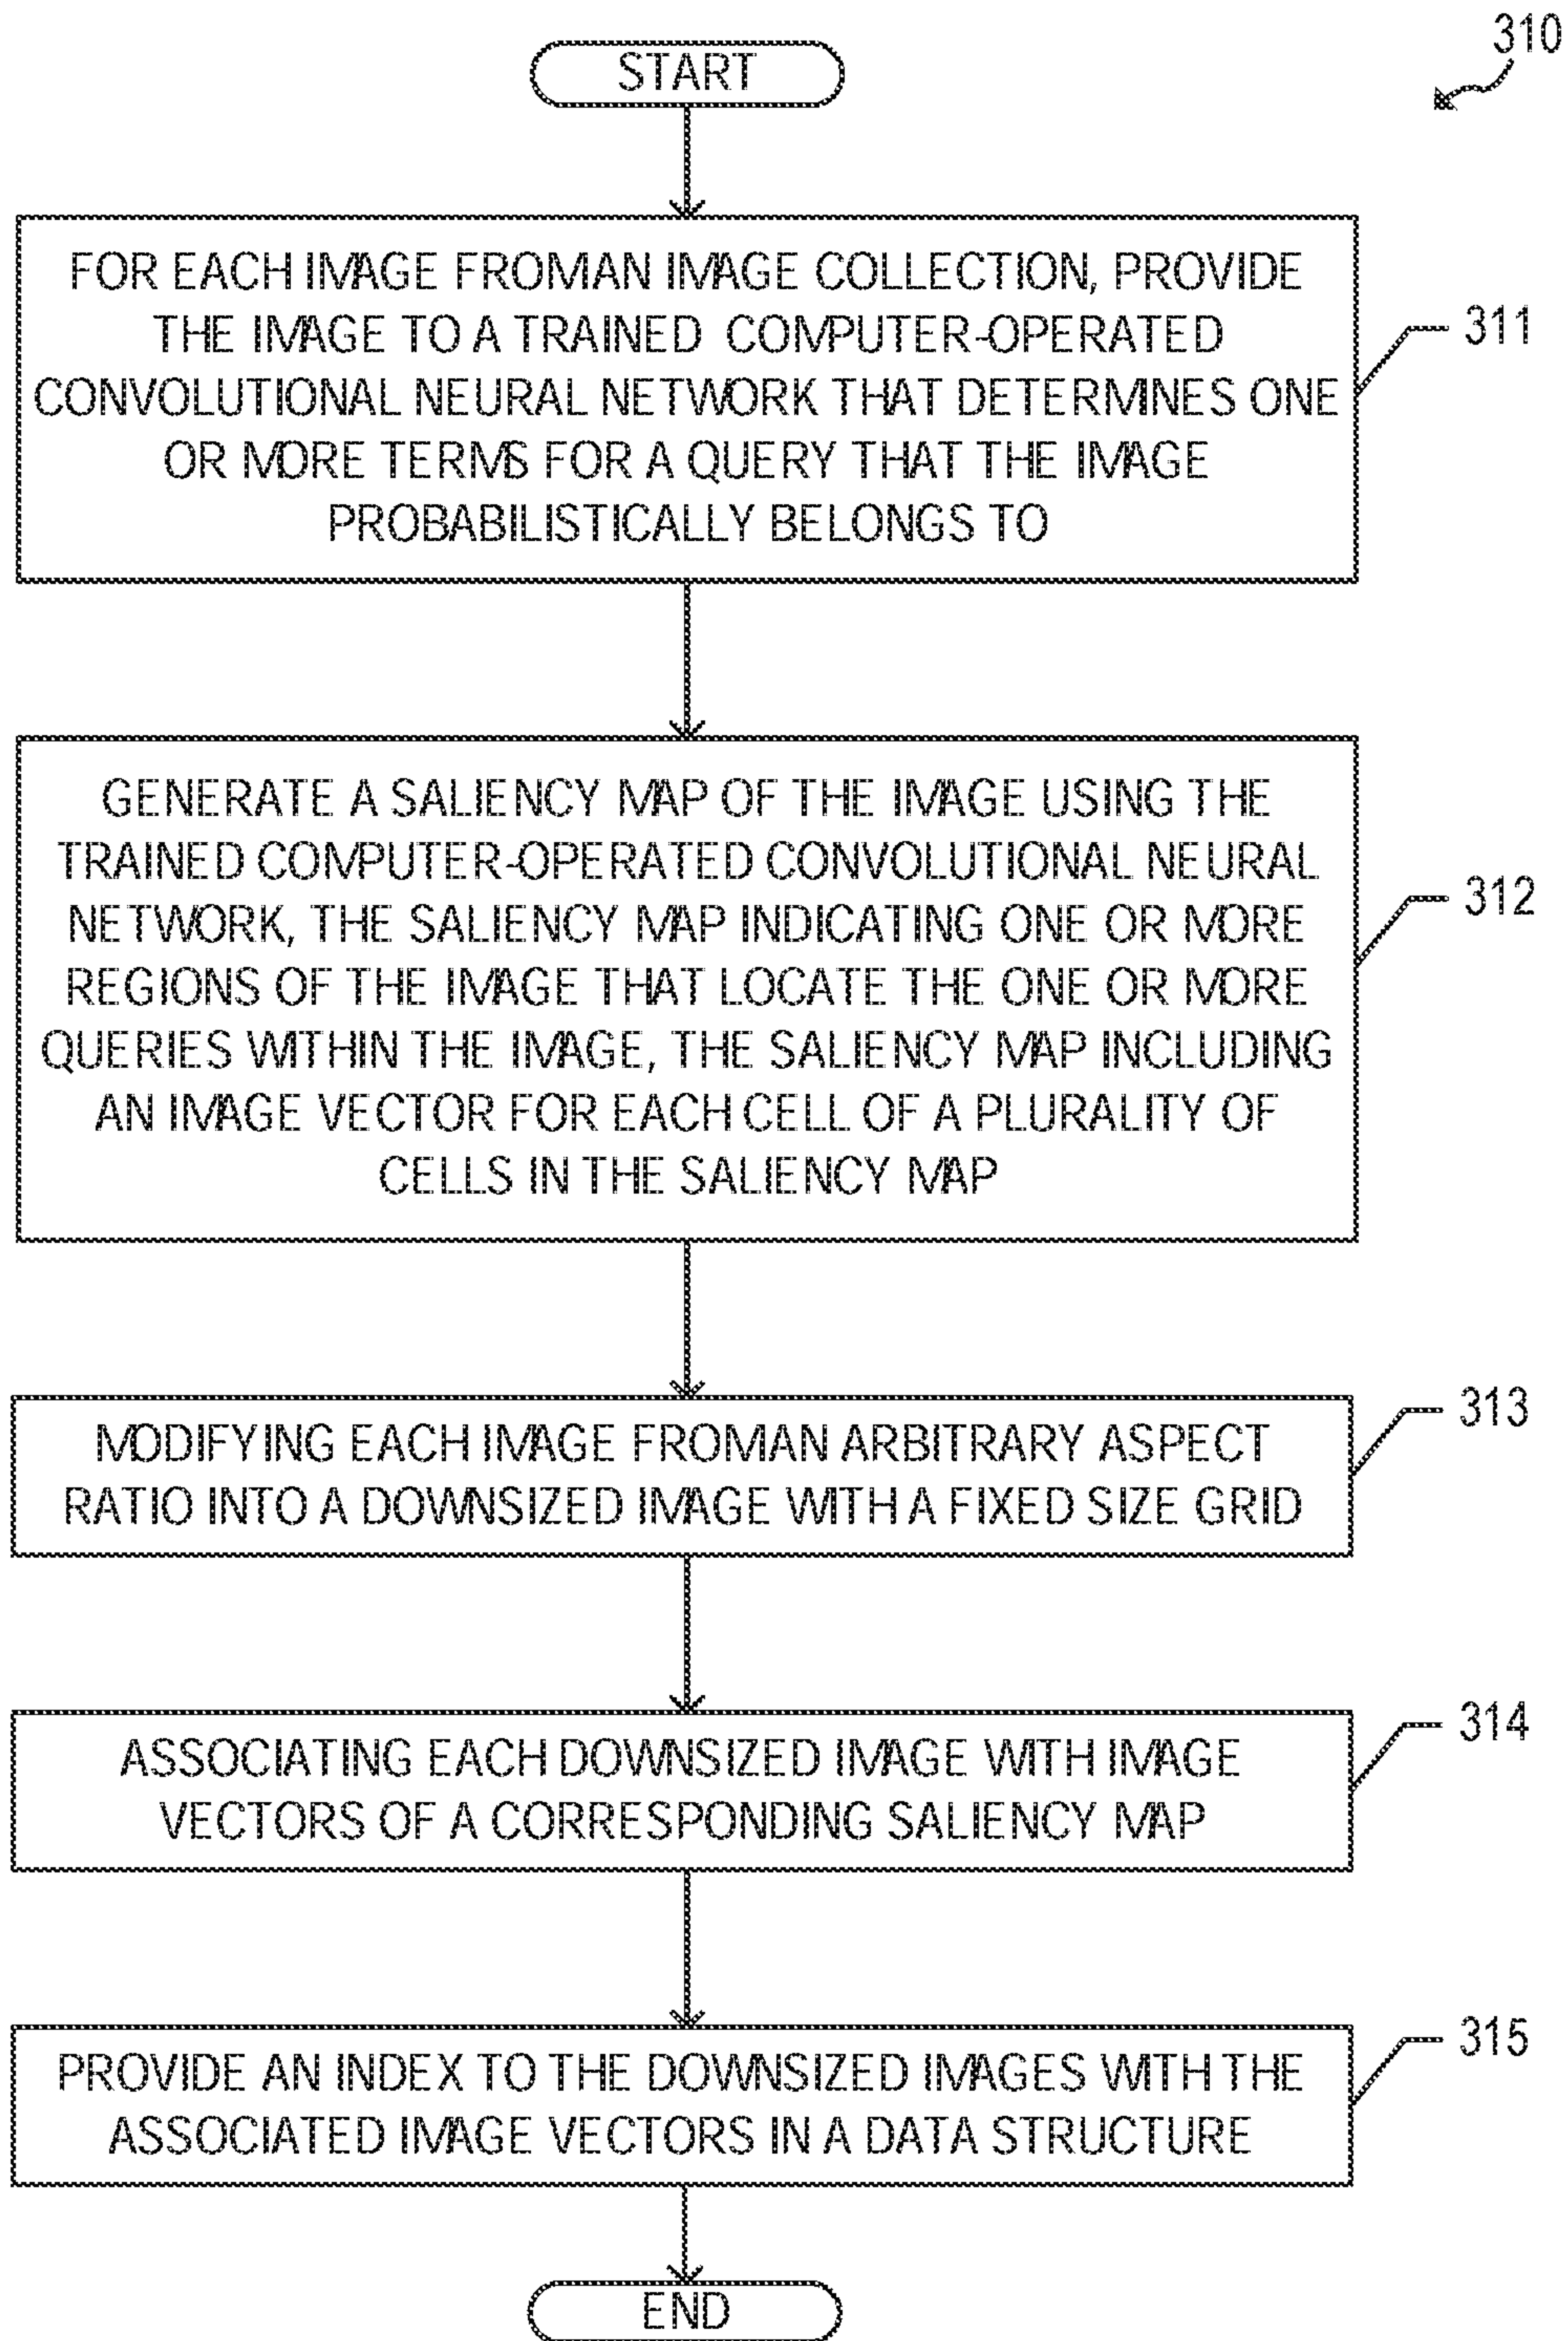 310
START
FOR EACH IMAGE FROM AN IMAGE COLLECTION, PROVIDE
THE IMAGE TO A TRAINED COMPUTER-OPERATED
CONVOLUTIONAL NEURAL NETWORK THAT DETERMINES ONE
OR MORE TERMS FOR A QUERY THAT THE IMAGE
PROBABILISTICALLY BELONGS TO
311
GENERATE A SALIENCY MAP OF THE IMAGE USING THE
TRAINED COMPUTER-OPERATED CONVOLUTIONAL NEURAL
NETWORK, THE SALIENCY MAP INDICATING ONE OR MORE
REGIONS OF THE IMAGE THAT LOCATE THE ONE OR MORE
QUERIES WITHIN THE IMAGE, THE SALIENCY MAP INCLUDING
AN IMAGE VECTOR FOR EACH CELL OF A PLURALITY OF
CELLS IN THE SALIENCY MAP
312
MODIFYING EACH IMAGE FROM AN ARBITRARY ASPECT
RATIO INTO A DOWNSIZED IMAGE WITH A FIXED SIZE GRID
313
ASSOCIATING EACH DOWNSIZED IMAGE WITH IMAGE
VECTORS OF A CORRESPONDING SALIENCY MAP
314
PROVIDE AN INDEX TO THE DOWNSIZED IMAGES WITH THE
ASSOCIATED IMAGE VECTORS IN A DATA STRUCTURE
315
END